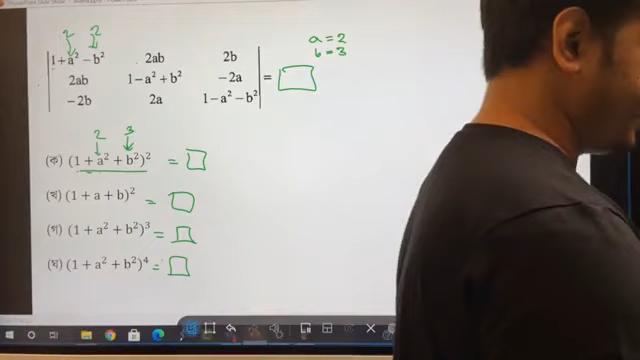 2 2
a = 2
b = 3
| 1 + a² − b² 2ab 2b |
| 2ab 1 − a² + b² −2a | = □
| −2b 2a 1 − a² − b² |
2 3
(ক) (1 + a² + b²)² = □
(খ) (1 + a + b)² = □
(গ) (1 + a² + b²)³ = □
(ঘ) (1 + a² + b²)⁴ = □